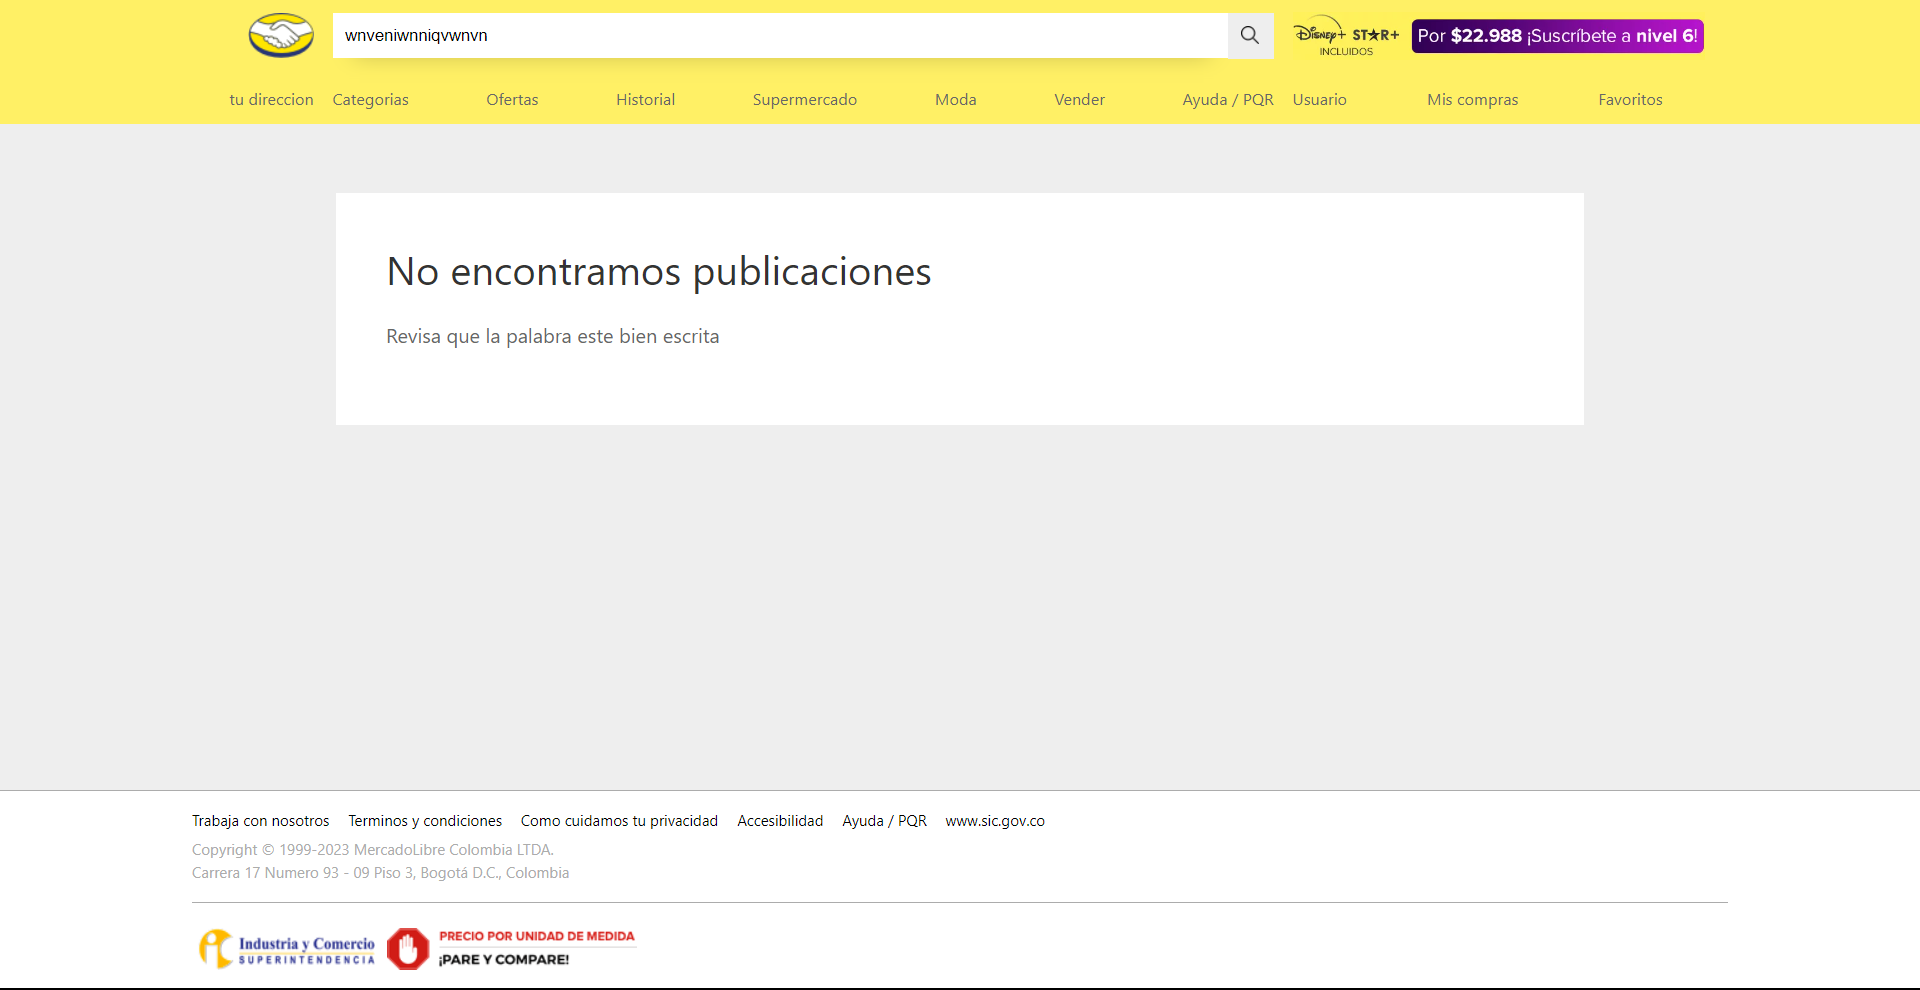 wnveniwnniqvwnvn
Disney+ STAR+
INCLUIDOS
Por $22.988 ¡Suscríbete a nivel 6!
tu direccion Categorias Ofertas Historial Supermercado Moda Vender Ayuda / PQR Usuario Mis compras Favoritos
No encontramos publicaciones
Revisa que la palabra este bien escrita
Trabaja con nosotros Terminos y condiciones Como cuidamos tu privacidad Accesibilidad Ayuda / PQR www.sic.gov.co
Copyright © 1999-2023 MercadoLibre Colombia LTDA.
Carrera 17 Numero 93 - 09 Piso 3, Bogotá D.C., Colombia
Industria y Comercio
SUPERINTENDENCIA
PRECIO POR UNIDAD DE MEDIDA
¡PARE Y COMPARE!